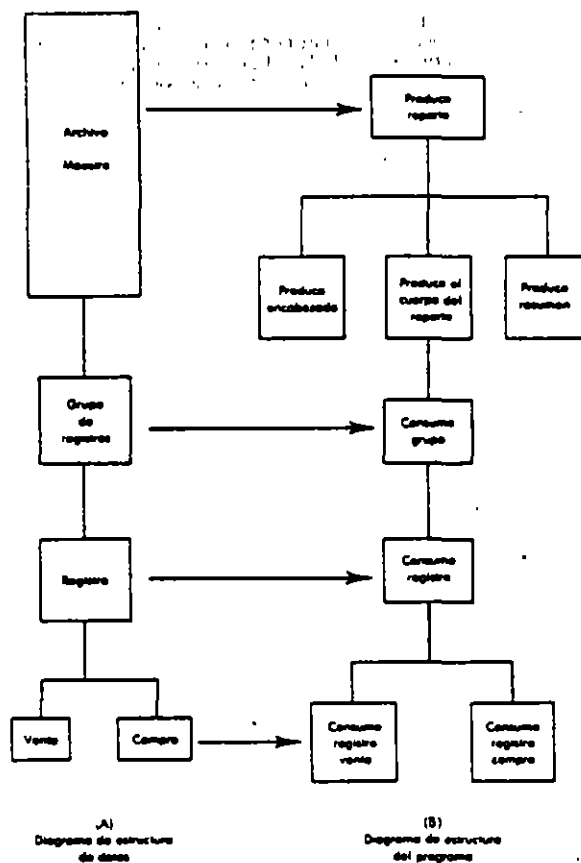 Archivo
Maestro
Produce
reporte
Produce
encabezado
Produce el
cuerpo del
reporte
Produce
resumen
Grupo
de
registros
Consume
grupo
Registro
Consume
registro
Venta
Compra
Consume
registro
venta
Consume
registro
compra
(A)
Diagrama de estructura
de datos
(B)
Diagrama de estructura
del programa